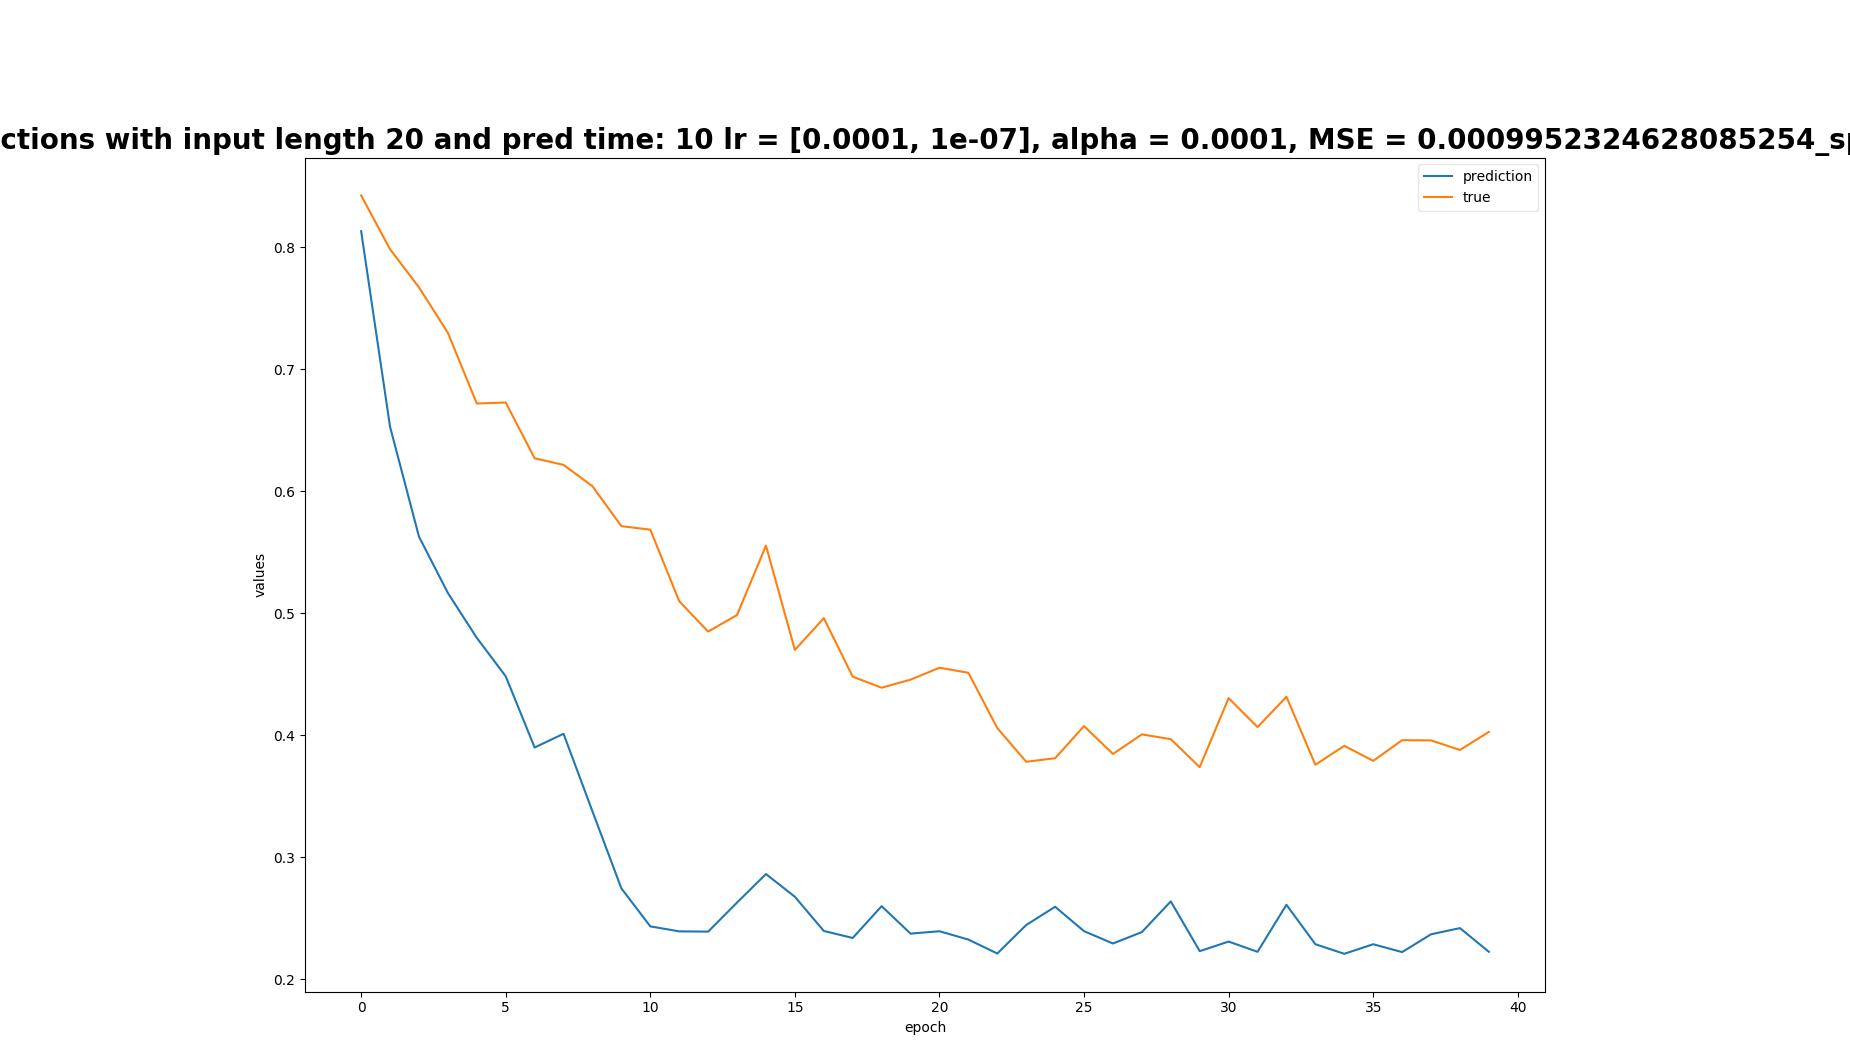 ctions with input length 20 and pred time: 10 lr = [0.0001, 1e-07], alpha = 0.0001, MSE = 0.0009952324628085254_sp
prediction
true
0.8
0.7
0.6
0.5
0.4
0.3
0.2
values
0 5 10 15 20 25 30 35 40
epoch